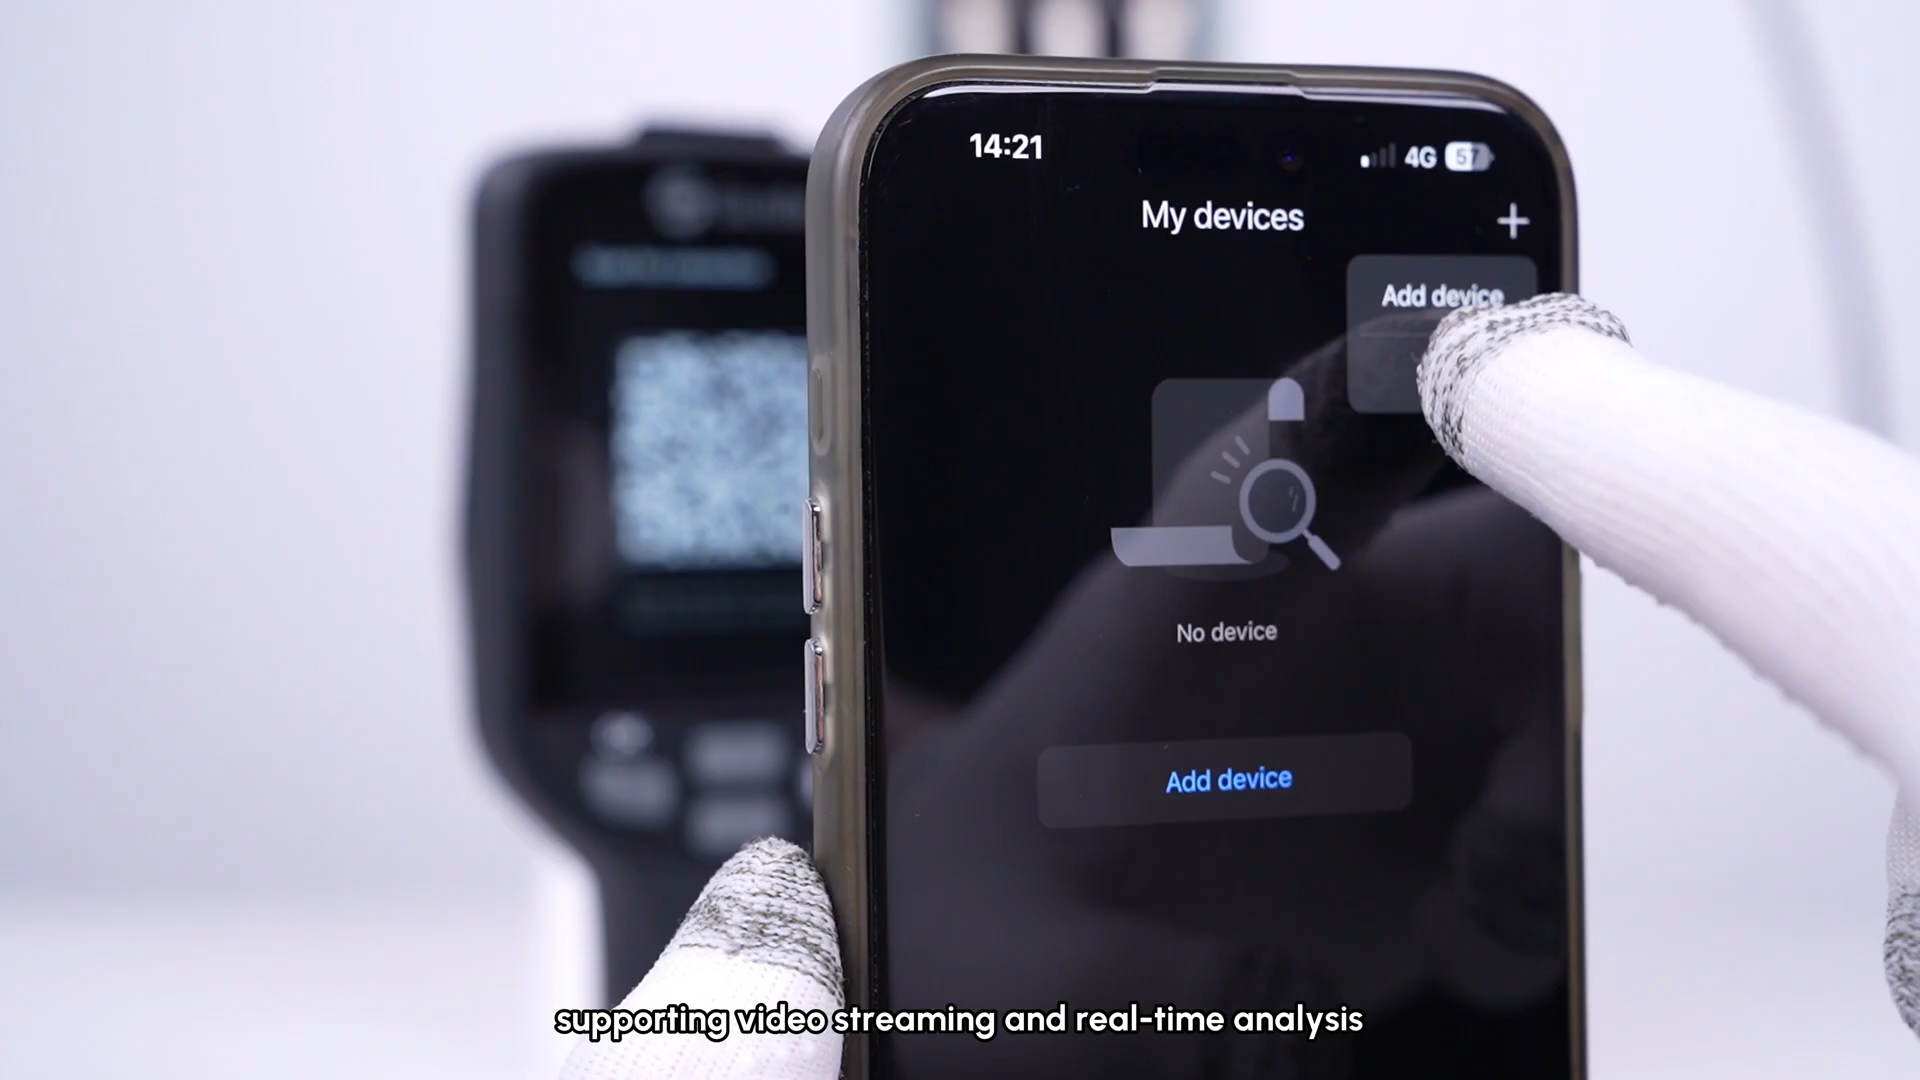 14:21
4G 57
My devices
+
Add device
No device
Add device
supporting video streaming and real-time analysis